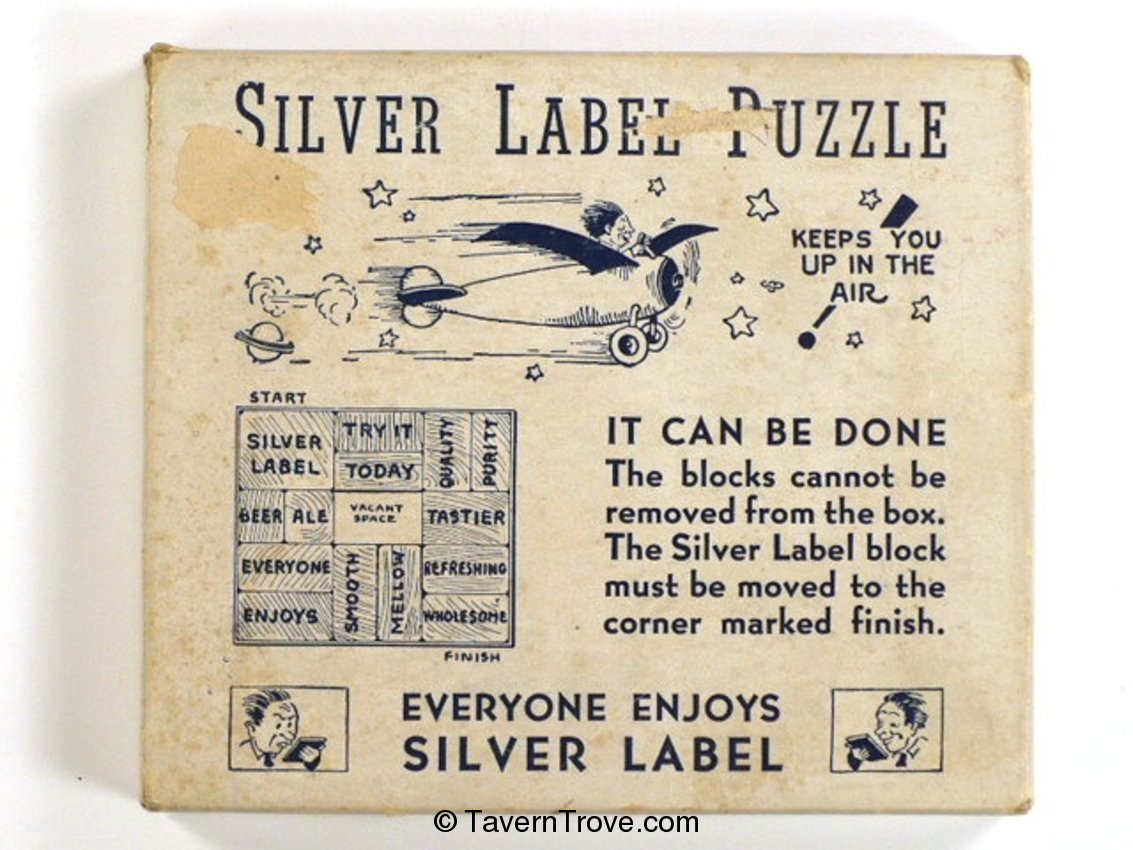 SILVER LABEL PUZZLE
KEEPS YOU
UP IN THE
AIR!
START
SILVER
LABEL
TRY IT
TODAY
QUALITY
PURITY
BEER
ALE
VACANT
SPACE
TASTIER
EVERYONE
ENJOYS
SMOOTH
MELLOW
REFRESHING
WHOLESOME
FINISH
IT CAN BE DONE
The blocks cannot be
removed from the box.
The Silver Label block
must be moved to the
corner marked finish.
EVERYONE ENJOYS
SILVER LABEL
© TavernTrove.com